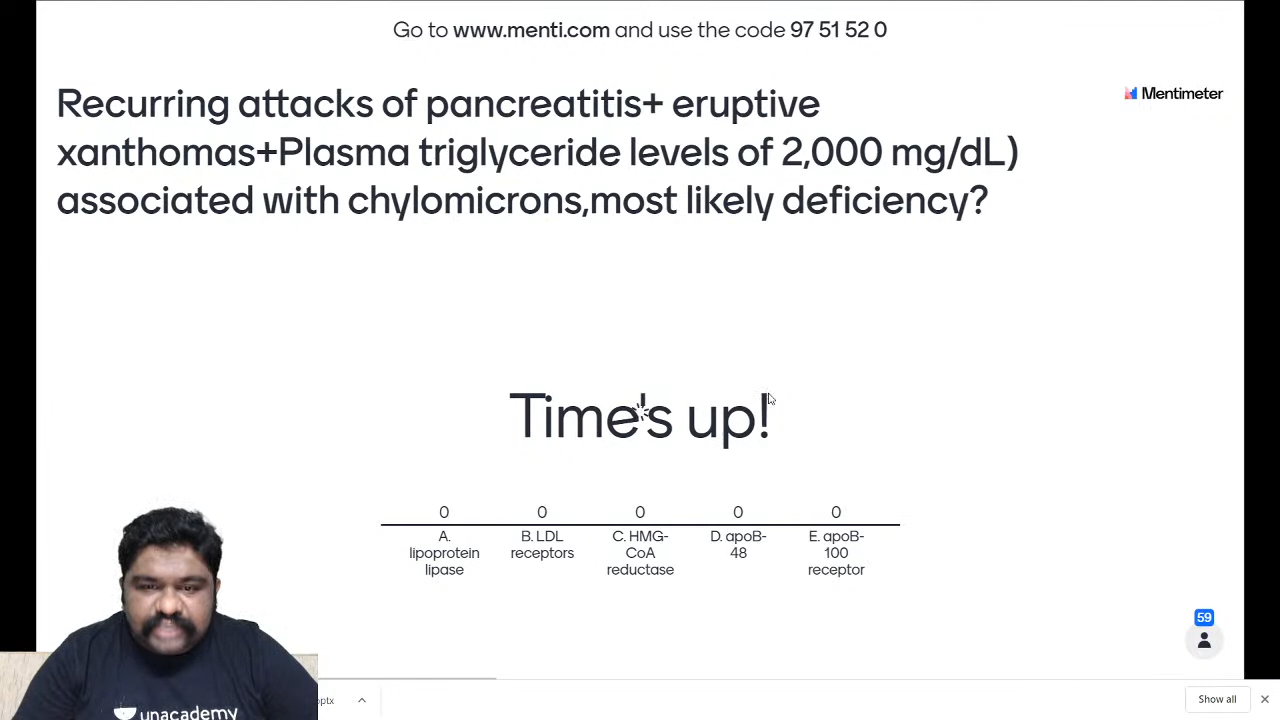 Go to www.menti.com and use the code 97 51 52 0
Mentimeter
Recurring attacks of pancreatitis+ eruptive
xanthomas+Plasma triglyceride levels of 2,000 mg/dL)
associated with chylomicrons,most likely deficiency?
Time's up!
0 0 0 0 0
A. lipoprotein lipase
B. LDL receptors
C. HMG-CoA reductase
D. apoB-48
E. apoB-100 receptor
59
unacademy
pptx
Show all